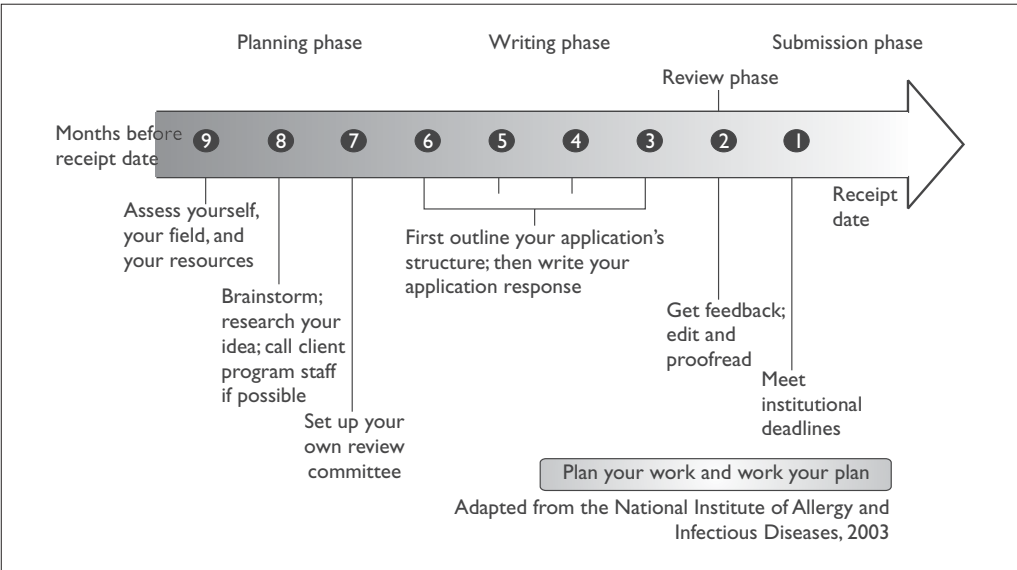 Planning phase
Writing phase
Submission phase
Review phase
Months before
receipt date
9
8
7
6
5
4
3
2
1
Receipt
date
Assess yourself,
your field, and
your resources
First outline your application's
structure; then write your
application response
Brainstorm;
research your
idea; call client
program staff
if possible
Get feedback;
edit and
proofread
Meet
institutional
deadlines
Set up your
own review
committee
Plan your work and work your plan
Adapted from the National Institute of Allergy and
Infectious Diseases, 2003